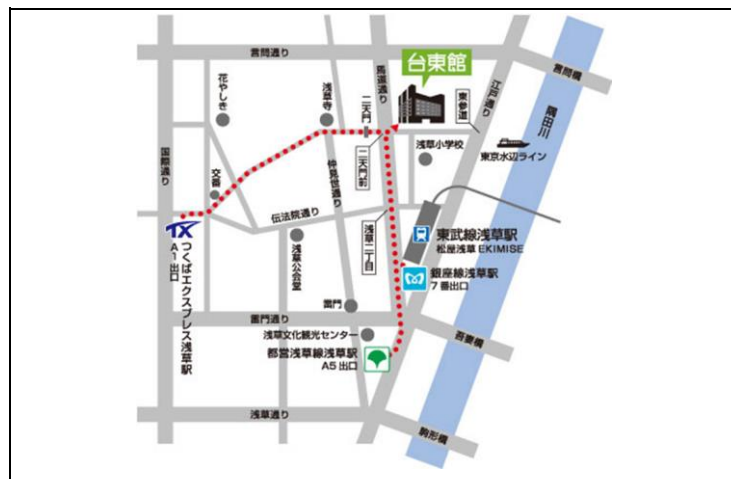 言問通り
台東館
花やしき
浅草寺
二天門
馬道通り
東参道
江戸通り
言問橋
隅田川
国際通り
交番
仲見世通り
二天門前
浅草小学校
東京水辺ライン
伝法院通り
浅草二丁目
TX
A1出口
つくばエクスプレス浅草駅
浅草公会堂
東武線浅草駅
松屋浅草 EKIMISE
銀座線浅草駅
7番出口
雷門
雷門通り
浅草文化観光センター
吾妻橋
都営浅草線浅草駅
A5出口
浅草通り
駒形橋